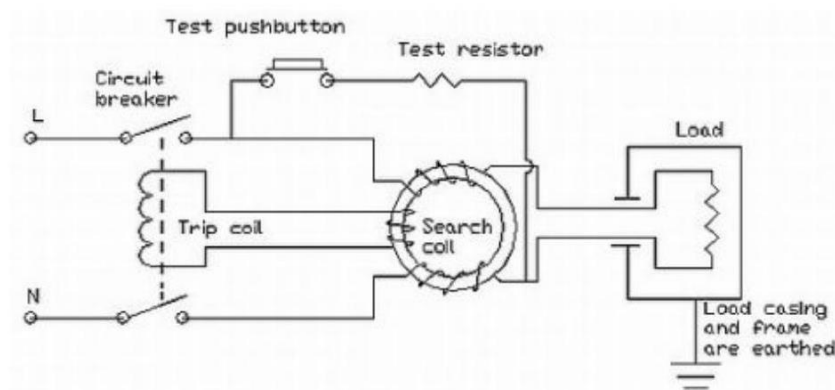 Test pushbutton
Test resistor
Circuit
breaker
L
Load
Trip coil
Search
coil
N
Load casing
and frame
are earthed